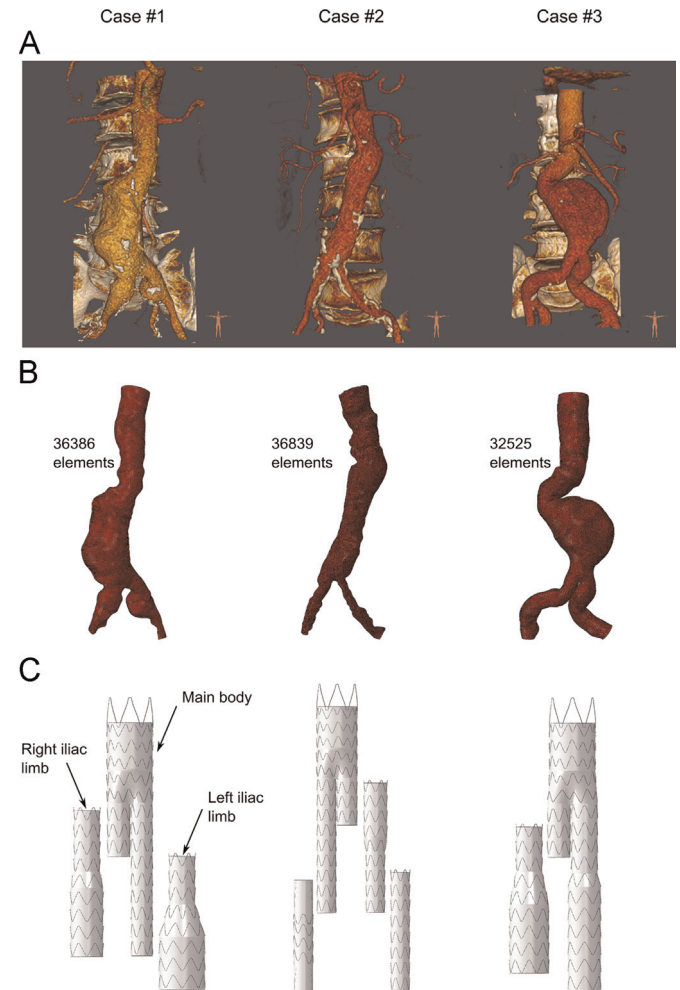 Case #1
Case #2
Case #3
A
B
36386
elements
36839
elements
32525
elements
C
Main body
Right iliac
limb
Left iliac
limb